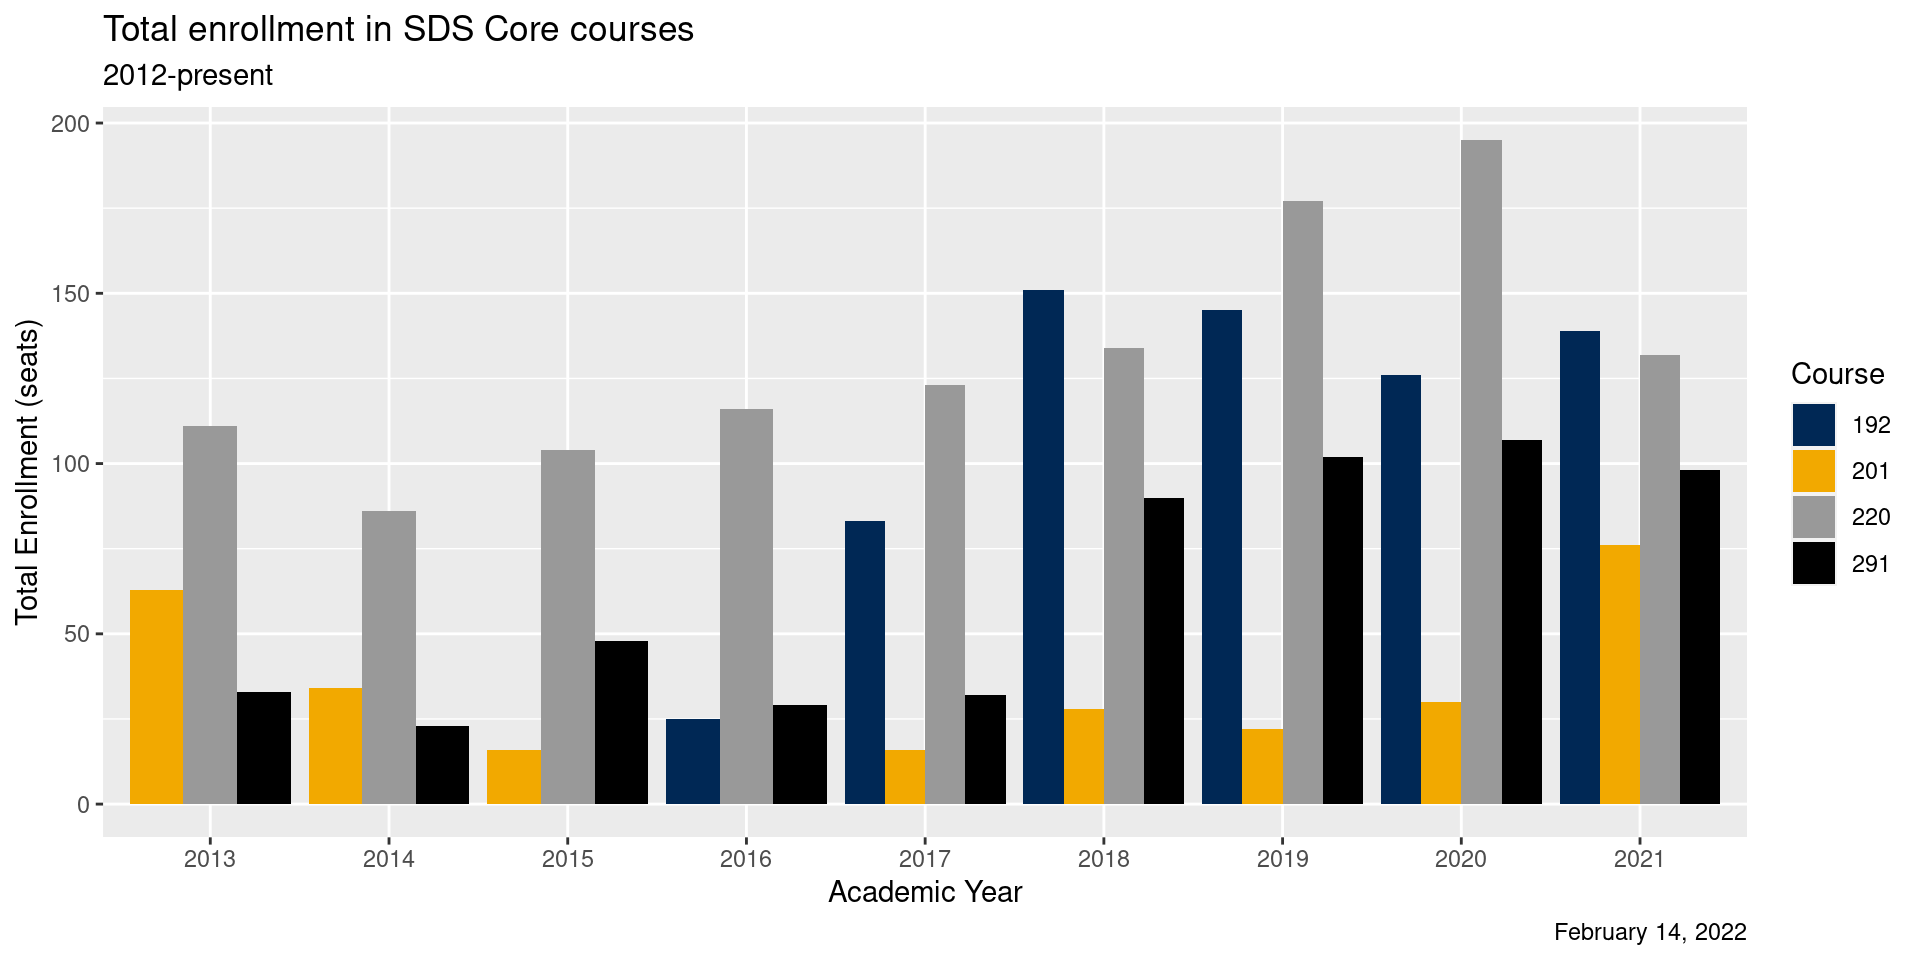 Total enrollment in SDS Core courses
2012-present
Total Enrollment (seats)
200
150
100
50
0
2013 2014 2015 2016 2017 2018 2019 2020 2021
Academic Year
Course
192
201
220
291
February 14, 2022